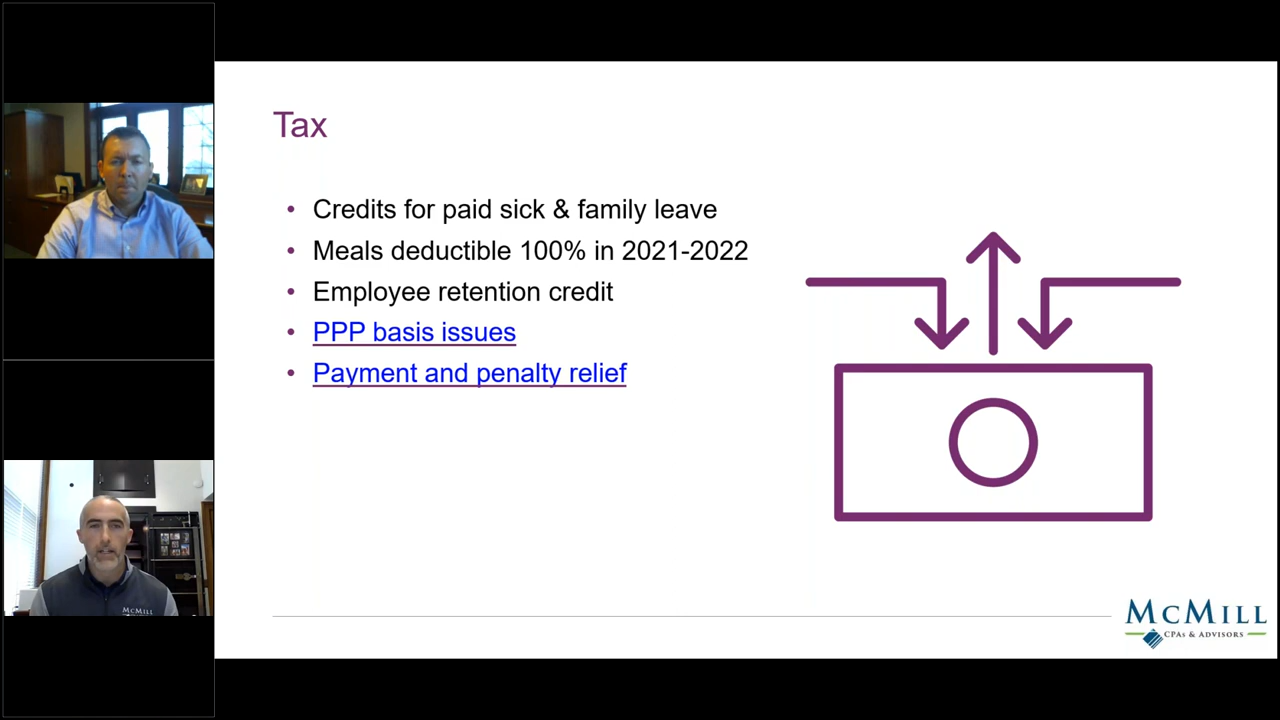 Tax
• Credits for paid sick & family leave
• Meals deductible 100% in 2021-2022
• Employee retention credit
• PPP basis issues
• Payment and penalty relief
MCMILL
CPAS & ADVISORS
MCMILL